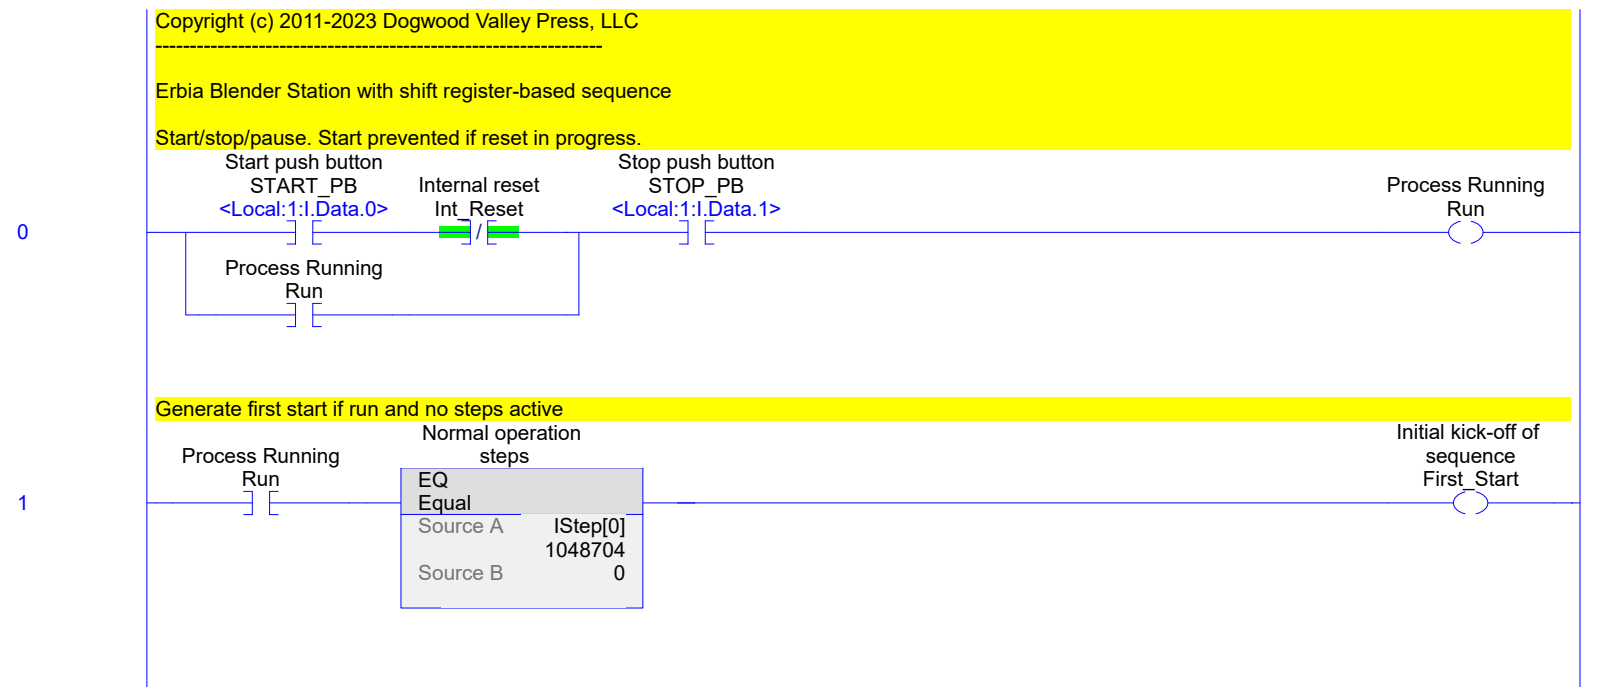 Copyright (c) 2011-2023 Dogwood Valley Press, LLC
-----------------------------------------------------------------
Erbia Blender Station with shift register-based sequence
Start/stop/pause. Start prevented if reset in progress.
Start push button
START_PB
<Local:1:I.Data.0>
Internal reset
Int_Reset
/
Stop push button
STOP_PB
<Local:1:I.Data.1>
Process Running
Run
0
Process Running
Run
Generate first start if run and no steps active
Process Running
Run
Normal operation
steps
EQ
Equal
Source A IStep[0]
1048704
Source B 0
Initial kick-off of
sequence
First_Start
1